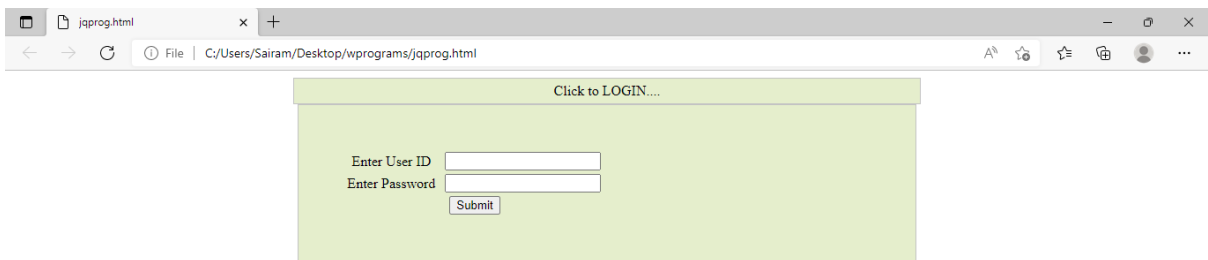 jqprog.html
File | C:/Users/Sairam/Desktop/wprograms/jqprog.html
Click to LOGIN....
Enter User ID
Enter Password
Submit